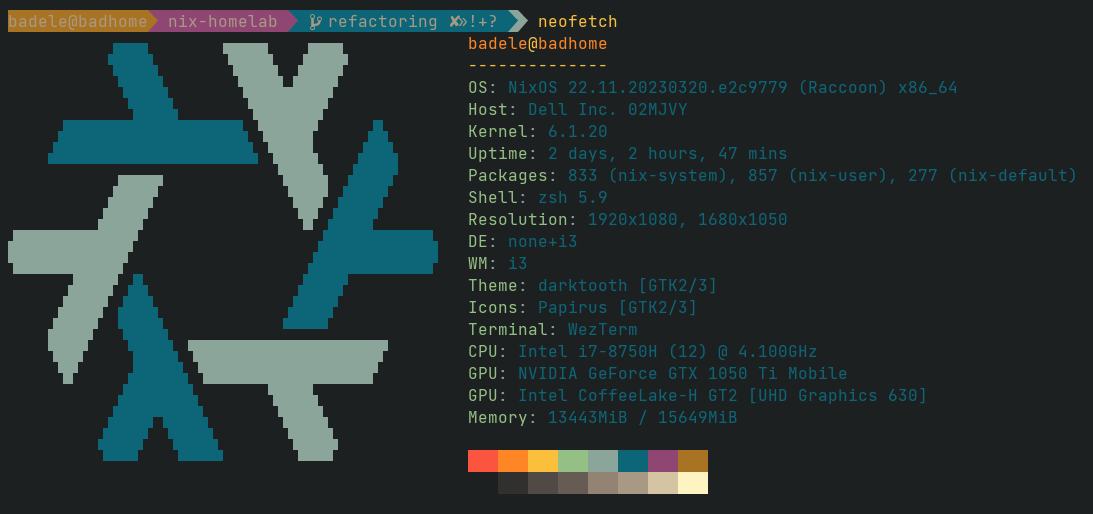 badele@badhome nix-homelab refactoring ✘»!+? neofetch
badele@badhome
--------------
OS: NixOS 22.11.20230320.e2c9779 (Raccoon) x86_64
Host: Dell Inc. 02MJVY
Kernel: 6.1.20
Uptime: 2 days, 2 hours, 47 mins
Packages: 833 (nix-system), 857 (nix-user), 277 (nix-default)
Shell: zsh 5.9
Resolution: 1920x1080, 1680x1050
DE: none+i3
WM: i3
Theme: darktooth [GTK2/3]
Icons: Papirus [GTK2/3]
Terminal: WezTerm
CPU: Intel i7-8750H (12) @ 4.100GHz
GPU: NVIDIA GeForce GTX 1050 Ti Mobile
GPU: Intel CoffeeLake-H GT2 [UHD Graphics 630]
Memory: 13443MiB / 15649MiB